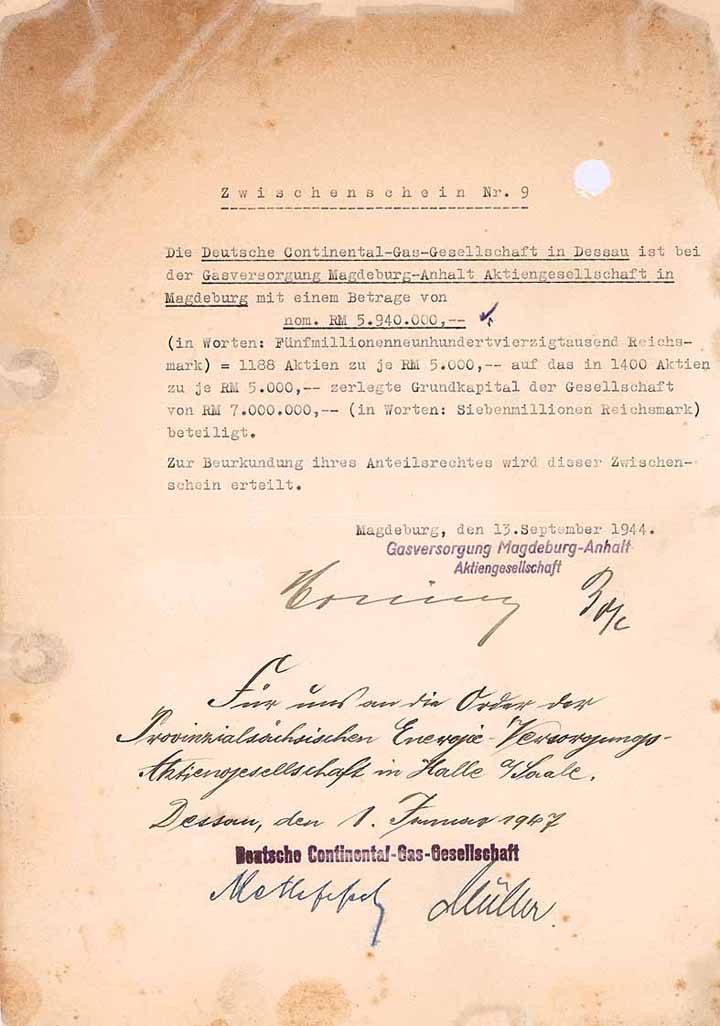 Zwischenschein Nr. 9
Die Deutsche Continental-Gas-Gesellschaft in Dessau ist bei
der Gasversorgung Magdeburg-Anhalt Aktiengesellschaft in
Magdeburg mit einem Betrage von
nom. RM 5.940.000,--
(in Worten: Fünfmillionenneunhundertvierzigtausend Reichs-
mark) = 1188 Aktien zu je RM 5.000,-- auf das in 1400 Aktien
zu je RM 5.000,-- zerlegte Grundkapital der Gesellschaft
von RM 7.000.000,-- (in Worten: Siebenmillionen Reichsmark)
beteiligt.
Zur Beurkundung ihres Anteilsrechtes wird dieser Zwischen-
schein erteilt.
Magdeburg, den 13.September 1944.
Gasversorgung Magdeburg-Anhalt
Aktiengesellschaft
Für uns an die Order der
Provinzialsächsischen Energie-Versorgungs-
Aktiengesellschaft in Halle a/Saale.
Dessau, den 1. Januar 1947
Deutsche Continental-Gas-Gesellschaft
Müller.